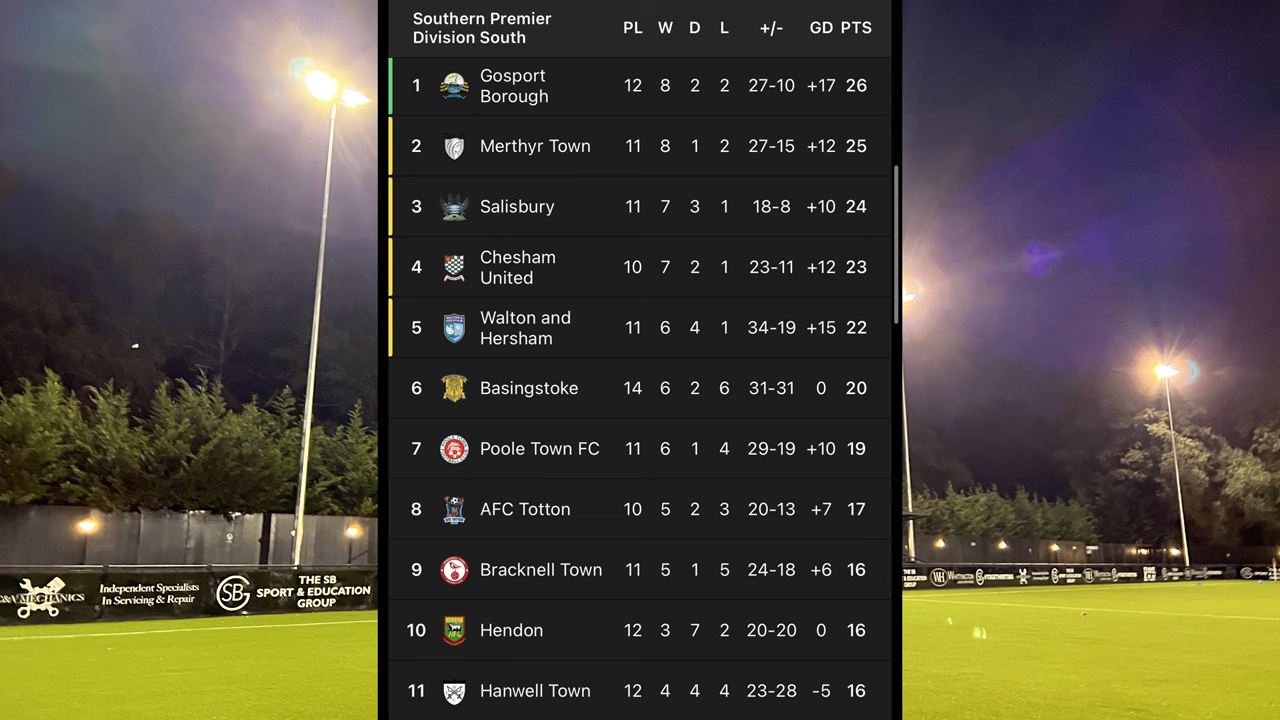 Southern Premier
Division South
PL W D L +/- GD PTS
1 Gosport Borough 12 8 2 2 27-10 +17 26
2 Merthyr Town 11 8 1 2 27-15 +12 25
3 Salisbury 11 7 3 1 18-8 +10 24
4 Chesham United 10 7 2 1 23-11 +12 23
5 Walton and Hersham 11 6 4 1 34-19 +15 22
6 Basingstoke 14 6 2 6 31-31 0 20
7 Poole Town FC 11 6 1 4 29-19 +10 19
8 AFC Totton 10 5 2 3 20-13 +7 17
9 Bracknell Town 11 5 1 5 24-18 +6 16
10 Hendon 12 3 7 2 20-20 0 16
11 Hanwell Town 12 4 4 4 23-28 -5 16
MECHANICS
Independent Specialists
In Servicing & Repair
SB
THE SB
SPORT & EDUCATION
GROUP